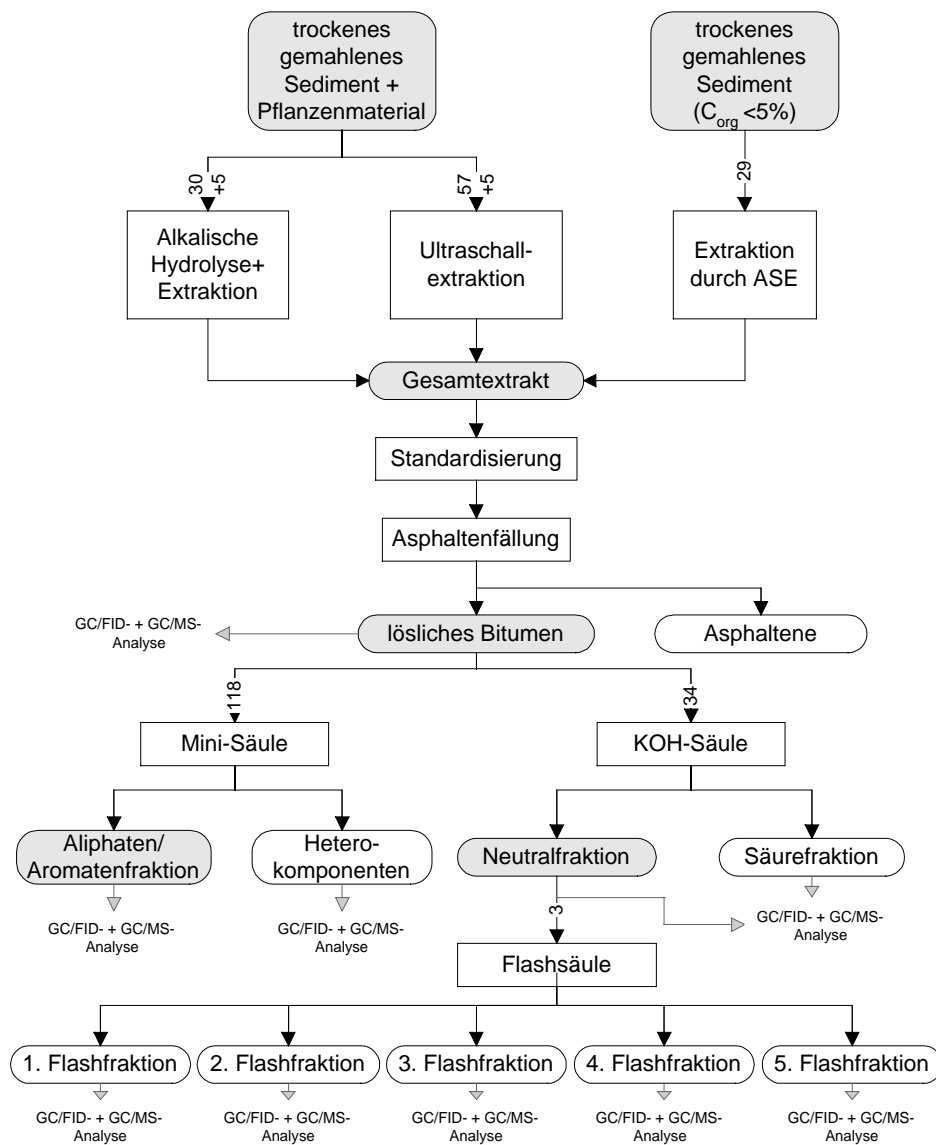 trockenes
gemahlenes
Sediment +
Pflanzenmaterial
trockenes
gemahlenes
Sediment
(Corg <5%)
30
+5
57
+5
29
Alkalische
Hydrolyse+
Extraktion
Ultraschall-
extraktion
Extraktion
durch ASE
Gesamtextrakt
Standardisierung
Asphaltenfällung
GC/FID- + GC/MS-
Analyse
lösliches Bitumen
Asphaltene
118
34
Mini-Säule
KOH-Säule
Aliphaten/
Aromatenfraktion
Hetero-
komponenten
Neutralfraktion
Säurefraktion
GC/FID- + GC/MS-
Analyse
GC/FID- + GC/MS-
Analyse
3
GC/FID- + GC/MS-
Analyse
Flashsäule
1. Flashfraktion
2. Flashfraktion
3. Flashfraktion
4. Flashfraktion
5. Flashfraktion
GC/FID- + GC/MS-
Analyse
GC/FID- + GC/MS-
Analyse
GC/FID- + GC/MS-
Analyse
GC/FID- + GC/MS-
Analyse
GC/FID- + GC/MS-
Analyse